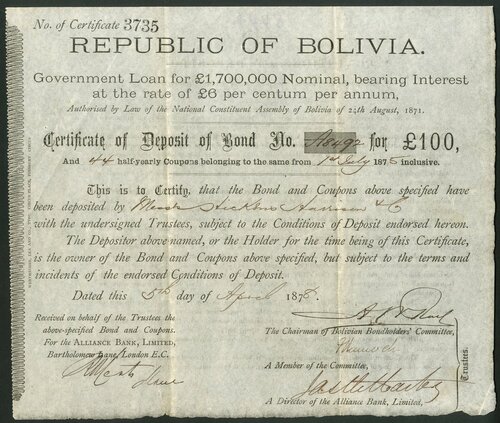 No. of Certificate 3735
REPUBLIC OF BOLIVIA.
Government Loan for £1,700,000 Nominal, bearing Interest
at the rate of £6 per centum per annum,
Authorised by Law of the National Constituent Assembly of Bolivia of 24th August, 1871.
Certificate of Deposit of Bond No. A8492 for £100,
And 44 half-yearly Coupons belonging to the same from 1st July 1875 inclusive.
This is to Certify, that the Bond and Coupons above specified have
been deposited by Messrs
with the undersigned Trustees, subject to the Conditions of Deposit endorsed hereon.
The Depositor above-named, or the Holder for the time being of this Certificate,
is the owner of the Bond and Coupons above specified, but subject to the terms and
incidents of the endorsed Conditions of Deposit.
Dated this 5th day of April 1878.
Received on behalf of the Trustees the
above-specified Bond and Coupons.
For the ALLIANCE BANK, LIMITED,
Bartholomew Lane, London E.C.
The Chairman of Bolivian Bondholders' Committee,
A Member of the Committee,
A Director of the Alliance Bank, Limited,
Trustees.